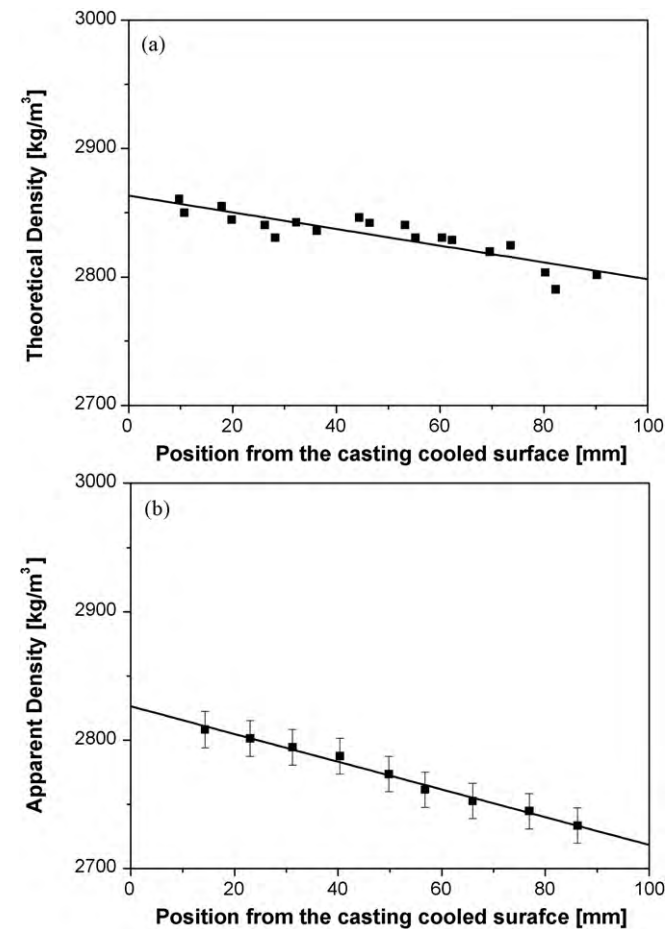 (a)
3000
2900
2800
2700
Theoretical Density [kg/m³]
0 20 40 60 80 100
Position from the casting cooled surface [mm]
(b)
3000
2900
2800
2700
Apparent Density [kg/m³]
0 20 40 60 80 100
Position from the casting cooled surafce [mm]